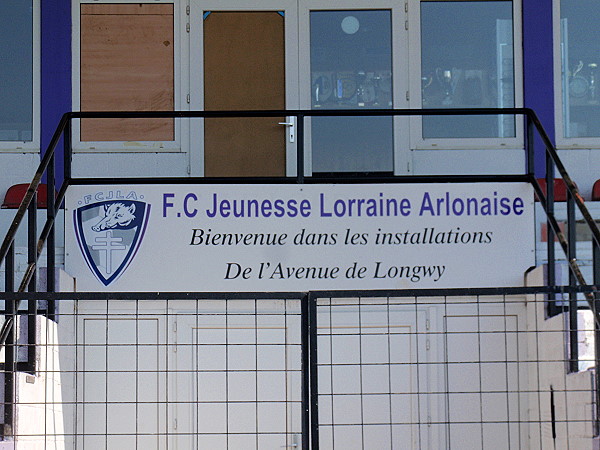 F.C.J.L.A.
F.C Jeunesse Lorraine Arlonaise
Bienvenue dans les installations
De l'Avenue de Longwy